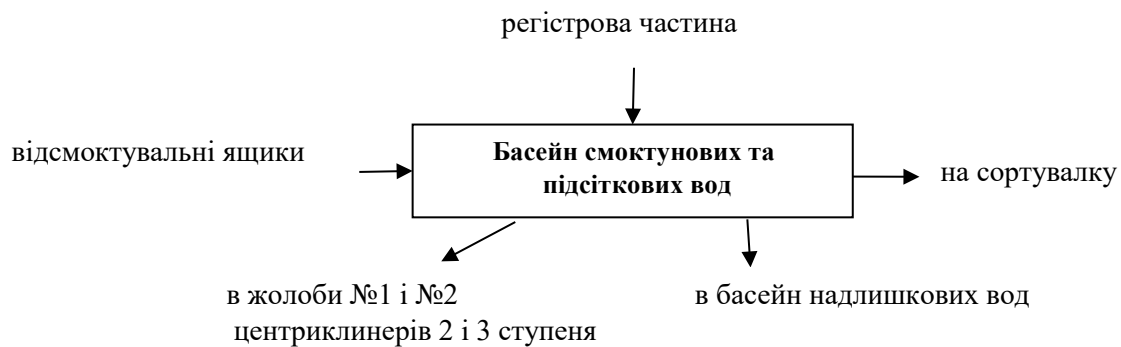 регістрова частина
відсмоктувальні ящики
Басейн смоктунових та
підсіткових вод
на сортувалку
в жолоби №1 і №2
центриклинерів 2 і 3 ступеня
в басейн надлишкових вод